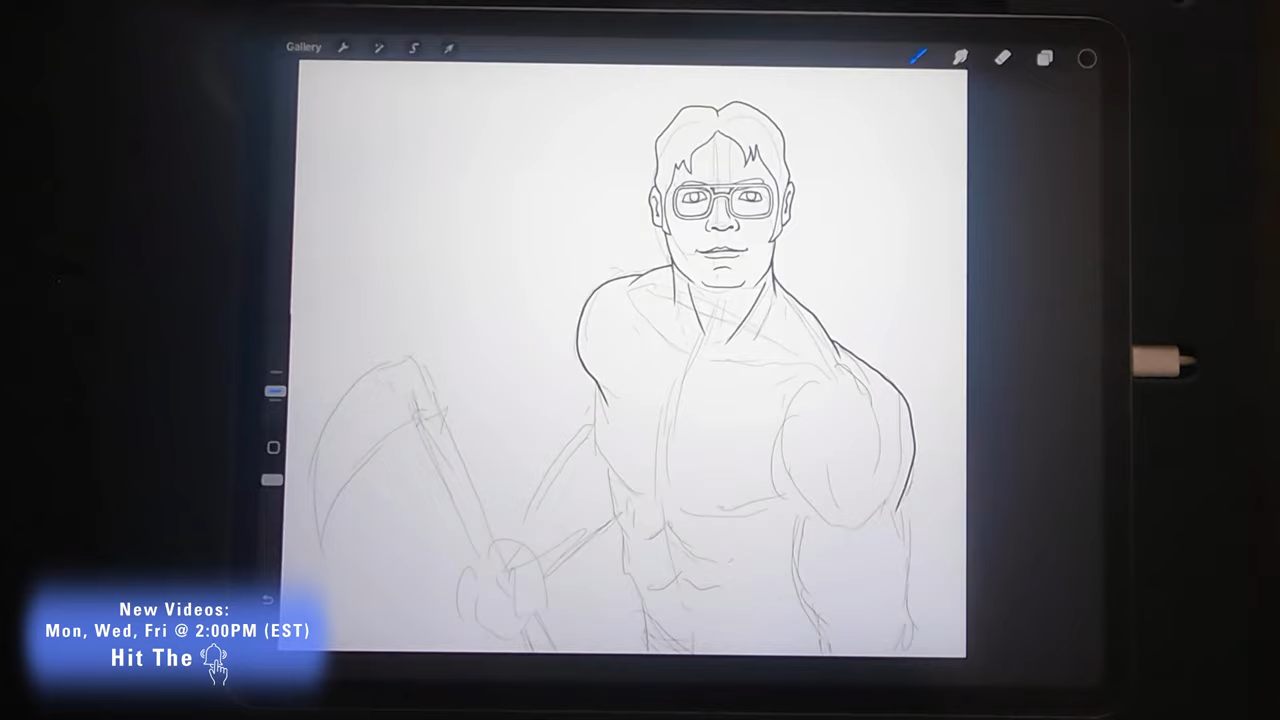 Gallery
New Videos:
Mon, Wed, Fri @ 2:00PM (EST)
Hit The